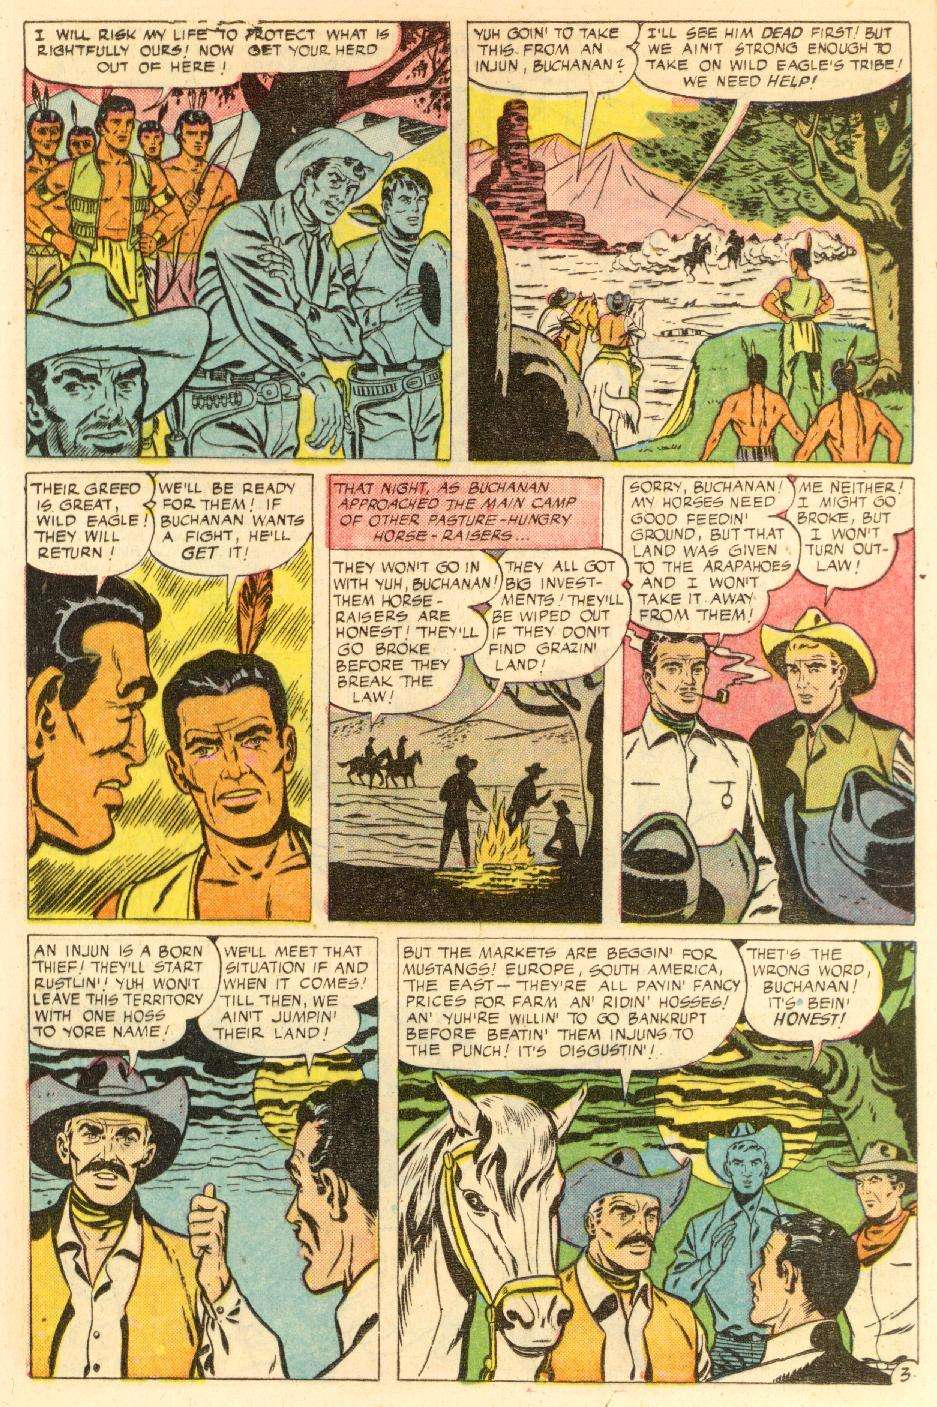 I WILL RISK MY LIFE TO PROTECT WHAT IS
RIGHTFULLY OURS! NOW GET YOUR HERD
OUT OF HERE!
YUH GOIN' TO TAKE
THIS FROM AN
INJUN, BUCHANAN?
I'LL SEE HIM DEAD FIRST! BUT
WE AIN'T STRONG ENOUGH TO
TAKE ON WILD EAGLE'S TRIBE!
WE NEED HELP!
THEIR GREED
IS GREAT,
WILD EAGLE!
THEY WILL
RETURN!
WE'LL BE READY
FOR THEM! IF
BUCHANAN WANTS
A FIGHT, HE'LL
GET IT!
THAT NIGHT, AS BUCHANAN
APPROACHED THE MAIN CAMP
OF OTHER PASTURE-HUNGRY
HORSE-RAISERS...
THEY WON'T GO IN
WITH YUH, BUCHANAN!
THEM HORSE-
RAISERS ARE
HONEST! THEY'LL
GO BROKE
BEFORE THEY
BREAK THE
LAW!
THEY ALL GOT
BIG INVEST-
MENTS! THEY'LL
BE WIPED OUT
IF THEY DON'T
FIND GRAZIN'
LAND!
SORRY, BUCHANAN!
MY HORSES NEED
GOOD FEEDIN'
GROUND, BUT THAT
LAND WAS GIVEN
TO THE ARAPAHOES
AND I WON'T
TAKE IT AWAY
FROM THEM!
ME NEITHER!
I MIGHT GO
BROKE, BUT
I WON'T
TURN OUT-
LAW!
AN INJUN IS A BORN
THIEF! THEY'LL START
RUSTLIN'! YUH WON'T
LEAVE THIS TERRITORY
WITH ONE HOSS
TO YORE NAME!
WE'LL MEET THAT
SITUATION IF AND
WHEN IT COMES!
TILL THEN, WE
AIN'T JUMPIN'
THEIR LAND!
BUT THE MARKETS ARE BEGGIN' FOR
MUSTANGS! EUROPE, SOUTH AMERICA,
THE EAST-THEY'RE ALL PAYIN' FANCY
PRICES FOR FARM AN' RIDIN' HOSSES!
AN' YUH'RE WILLIN' TO GO BANKRUPT
BEFORE BEATIN' THEM INJUNS TO
THE PUNCH! IT'S DISGUSTIN'!
THET'S THE
WRONG WORD,
BUCHANAN!
IT'S BEIN'
HONEST!
3